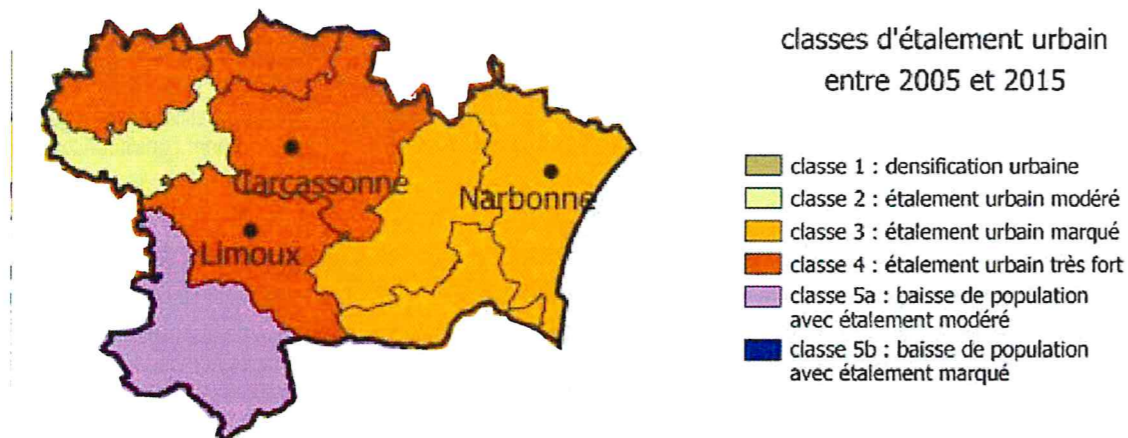 classes d'étalement urbain
entre 2005 et 2015
Carcassonne
Narbonne
Limoux
classe 1 : densification urbaine
classe 2 : étalement urbain modéré
classe 3 : étalement urbain marqué
classe 4 : étalement urbain très fort
classe 5a : baisse de population
avec étalement modéré
classe 5b : baisse de population
avec étalement marqué